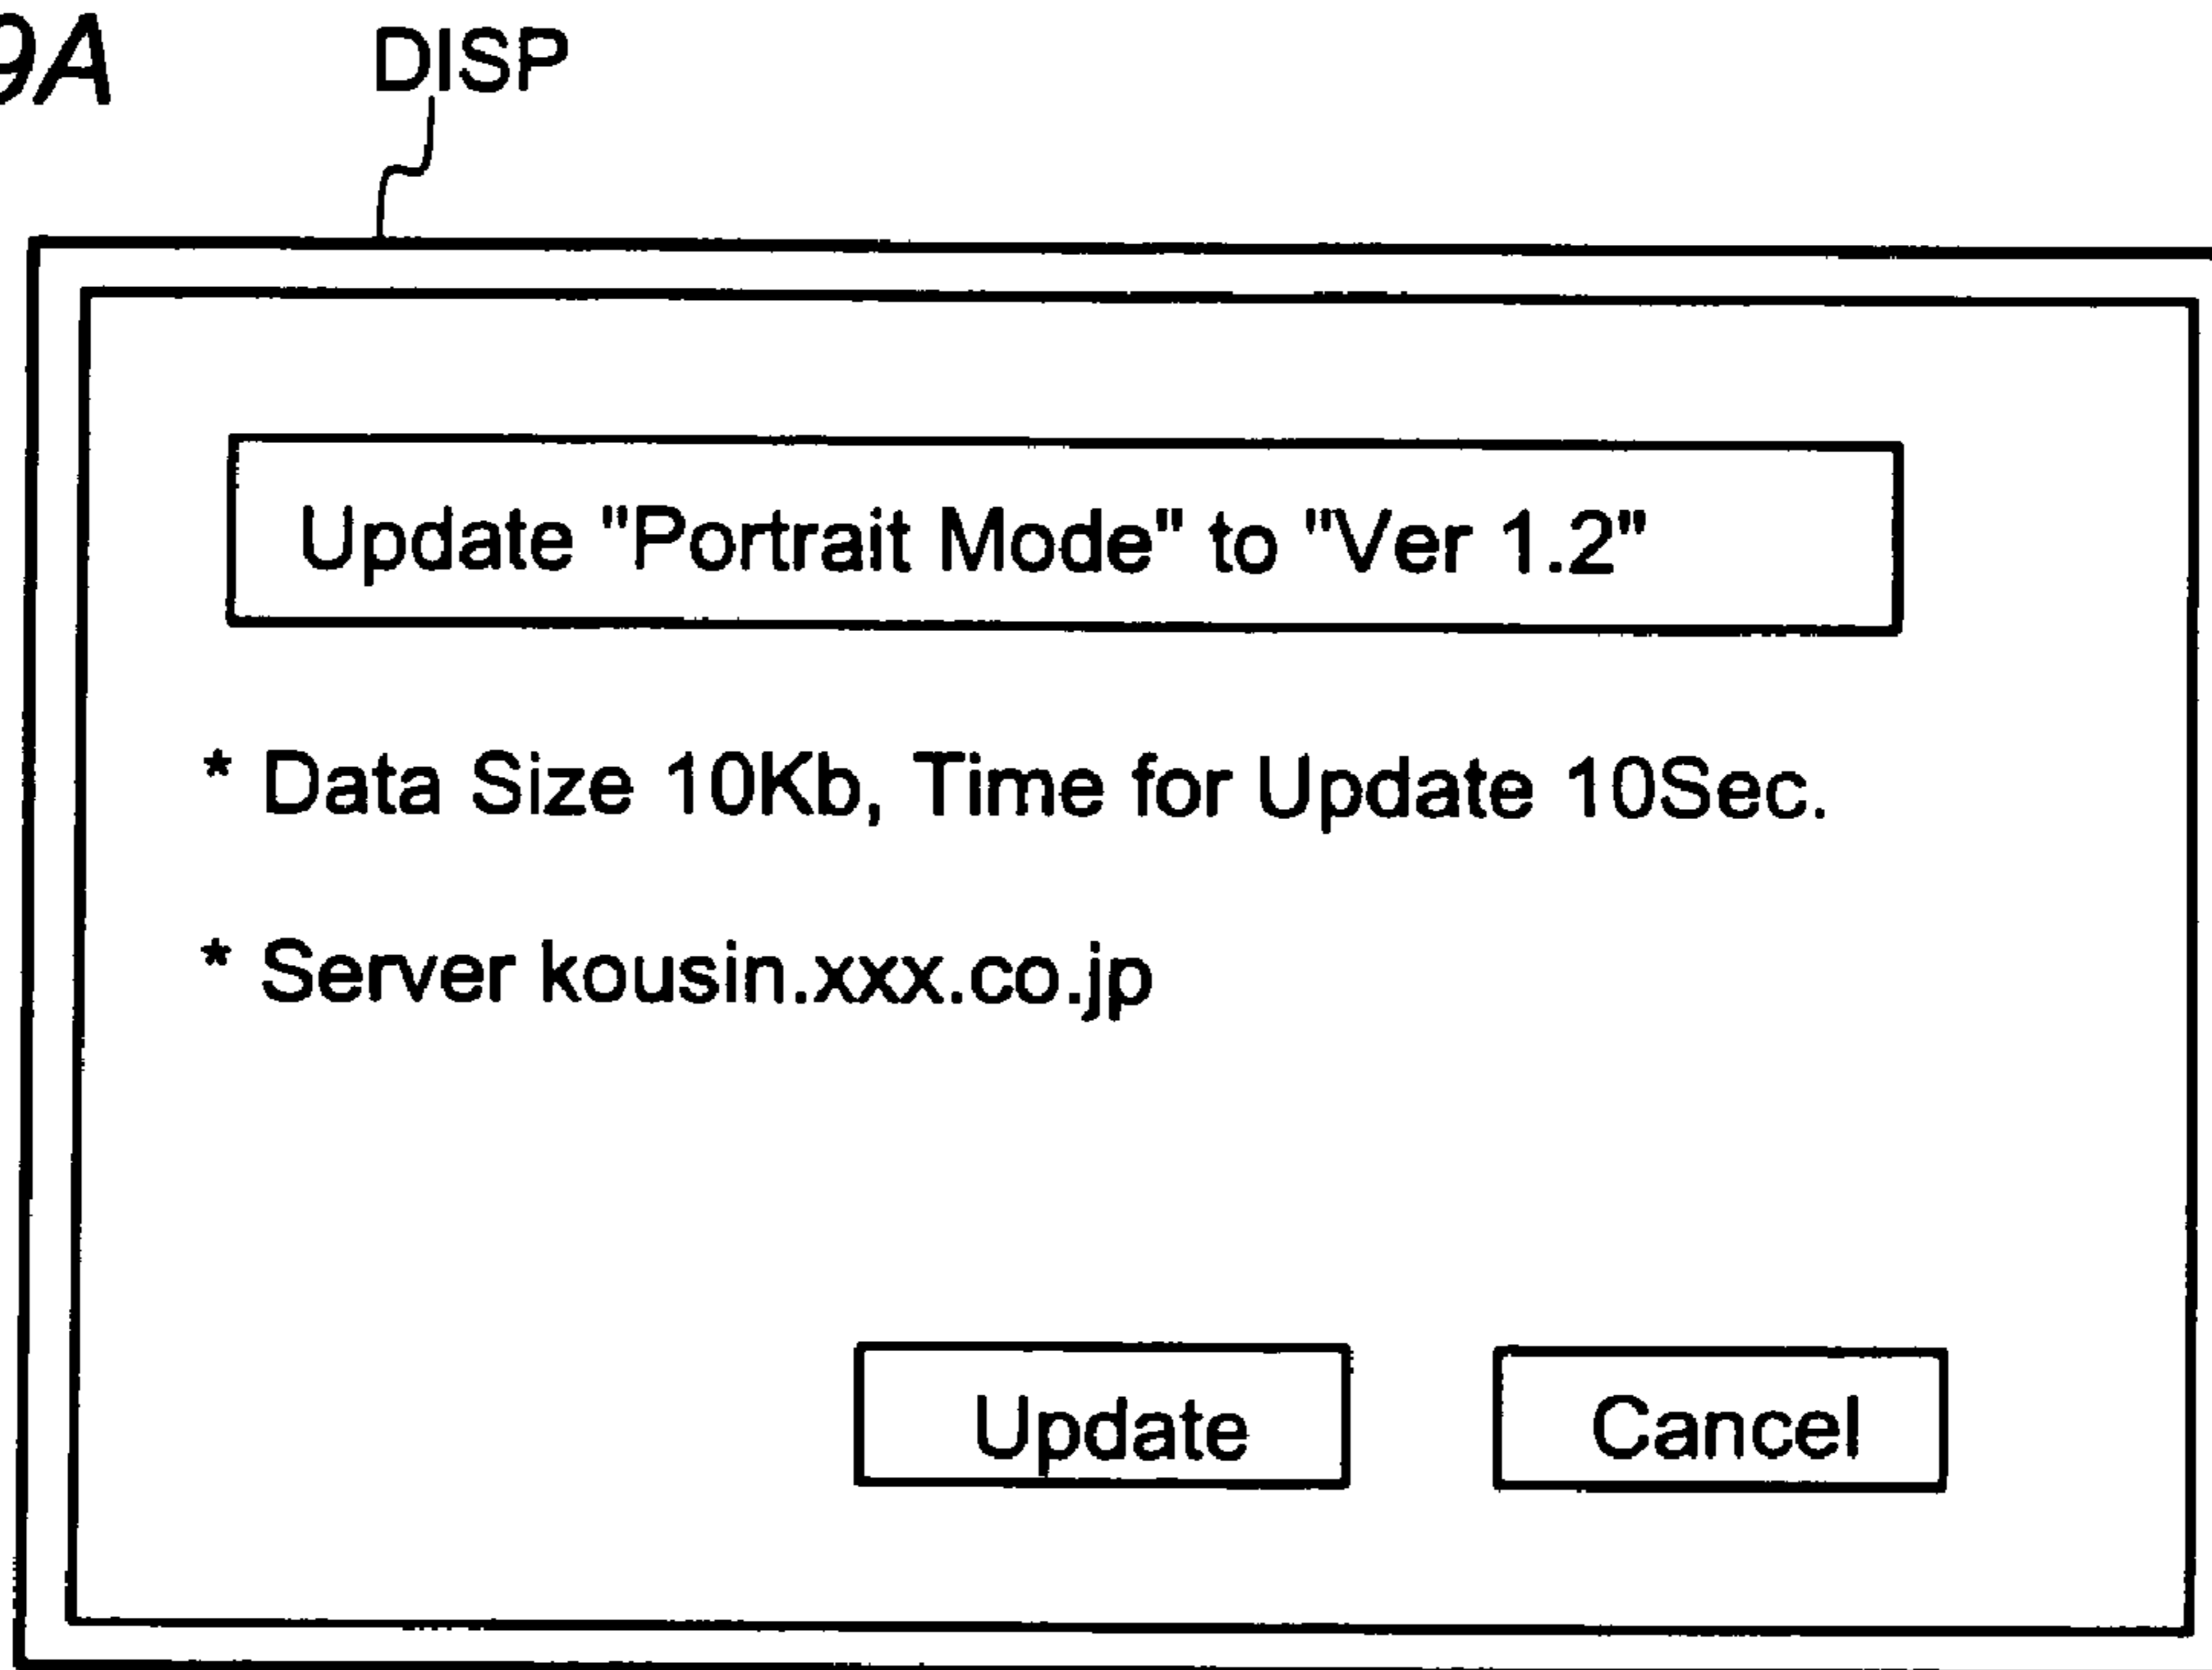 9A
DISP
Update "Portrait Mode" to "Ver 1.2"
* Data Size 10Kb, Time for Update 10Sec.
* Server kousin.xxx.co.jp
Update
Cancel